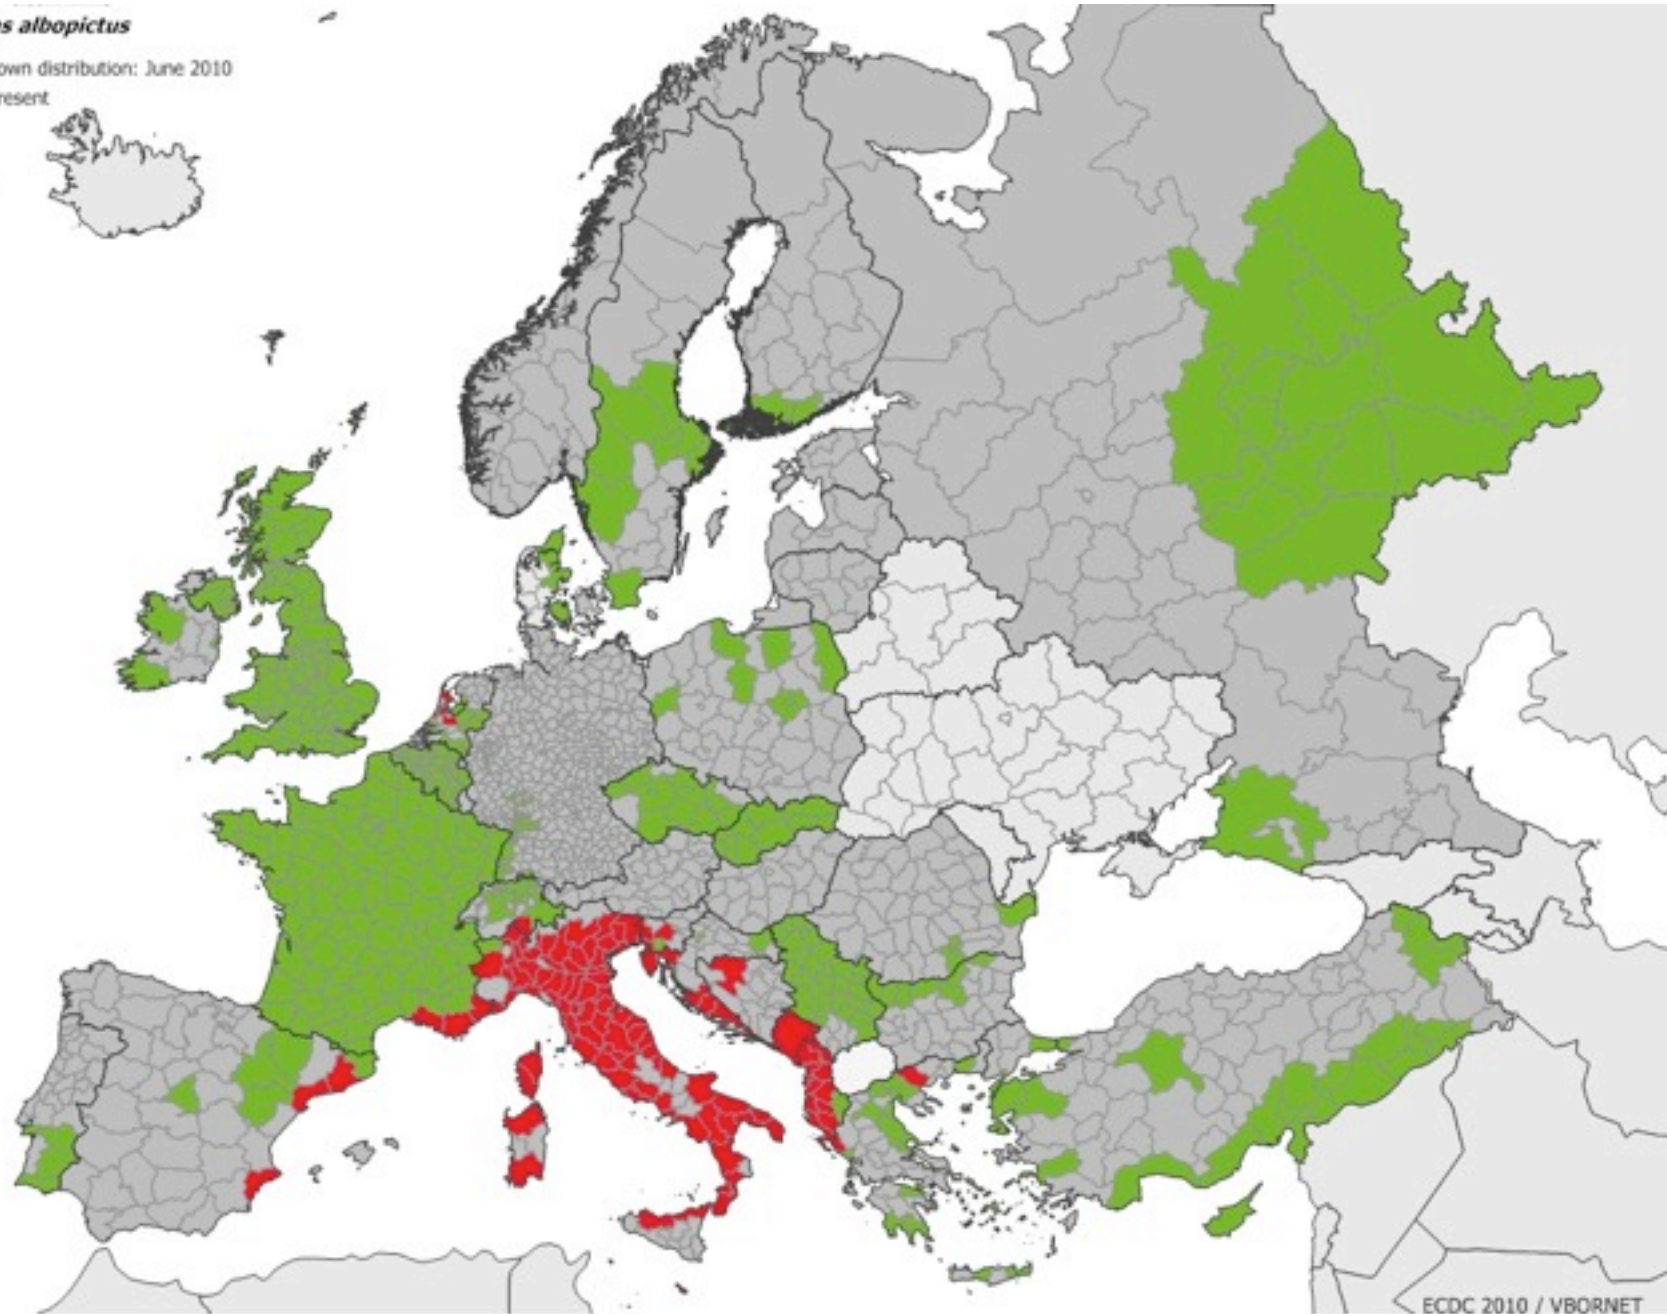 s albopictus
own distribution: June 2010
resent
ECDC 2010 / VBORNET